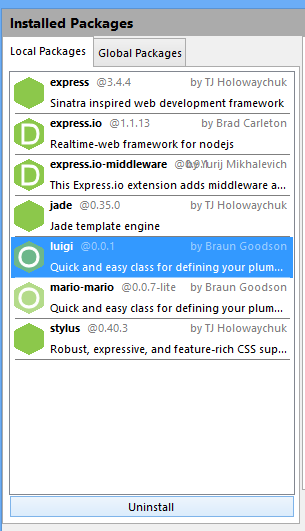 Installed Packages
Local Packages Global Packages
express @3.4.4 by TJ Holowaychuk
Sinatra inspired web development framework
D express.io @1.1.13 by Brad Carleton
Realtime-web framework for nodejs
D express.io-middleware by Yurij Mikhalevich
This Express.io extension adds middleware a...
jade @0.35.0 by TJ Holowaychuk
Jade template engine
O luigi @0.0.1 by Braun Goodson
Quick and easy class for defining your plum...
O mario-mario @0.0.7-lite by Braun Goodson
Quick and easy class for defining your plum...
stylus @0.40.3 by TJ Holowaychuk
Robust, expressive, and feature-rich CSS sup...
Uninstall